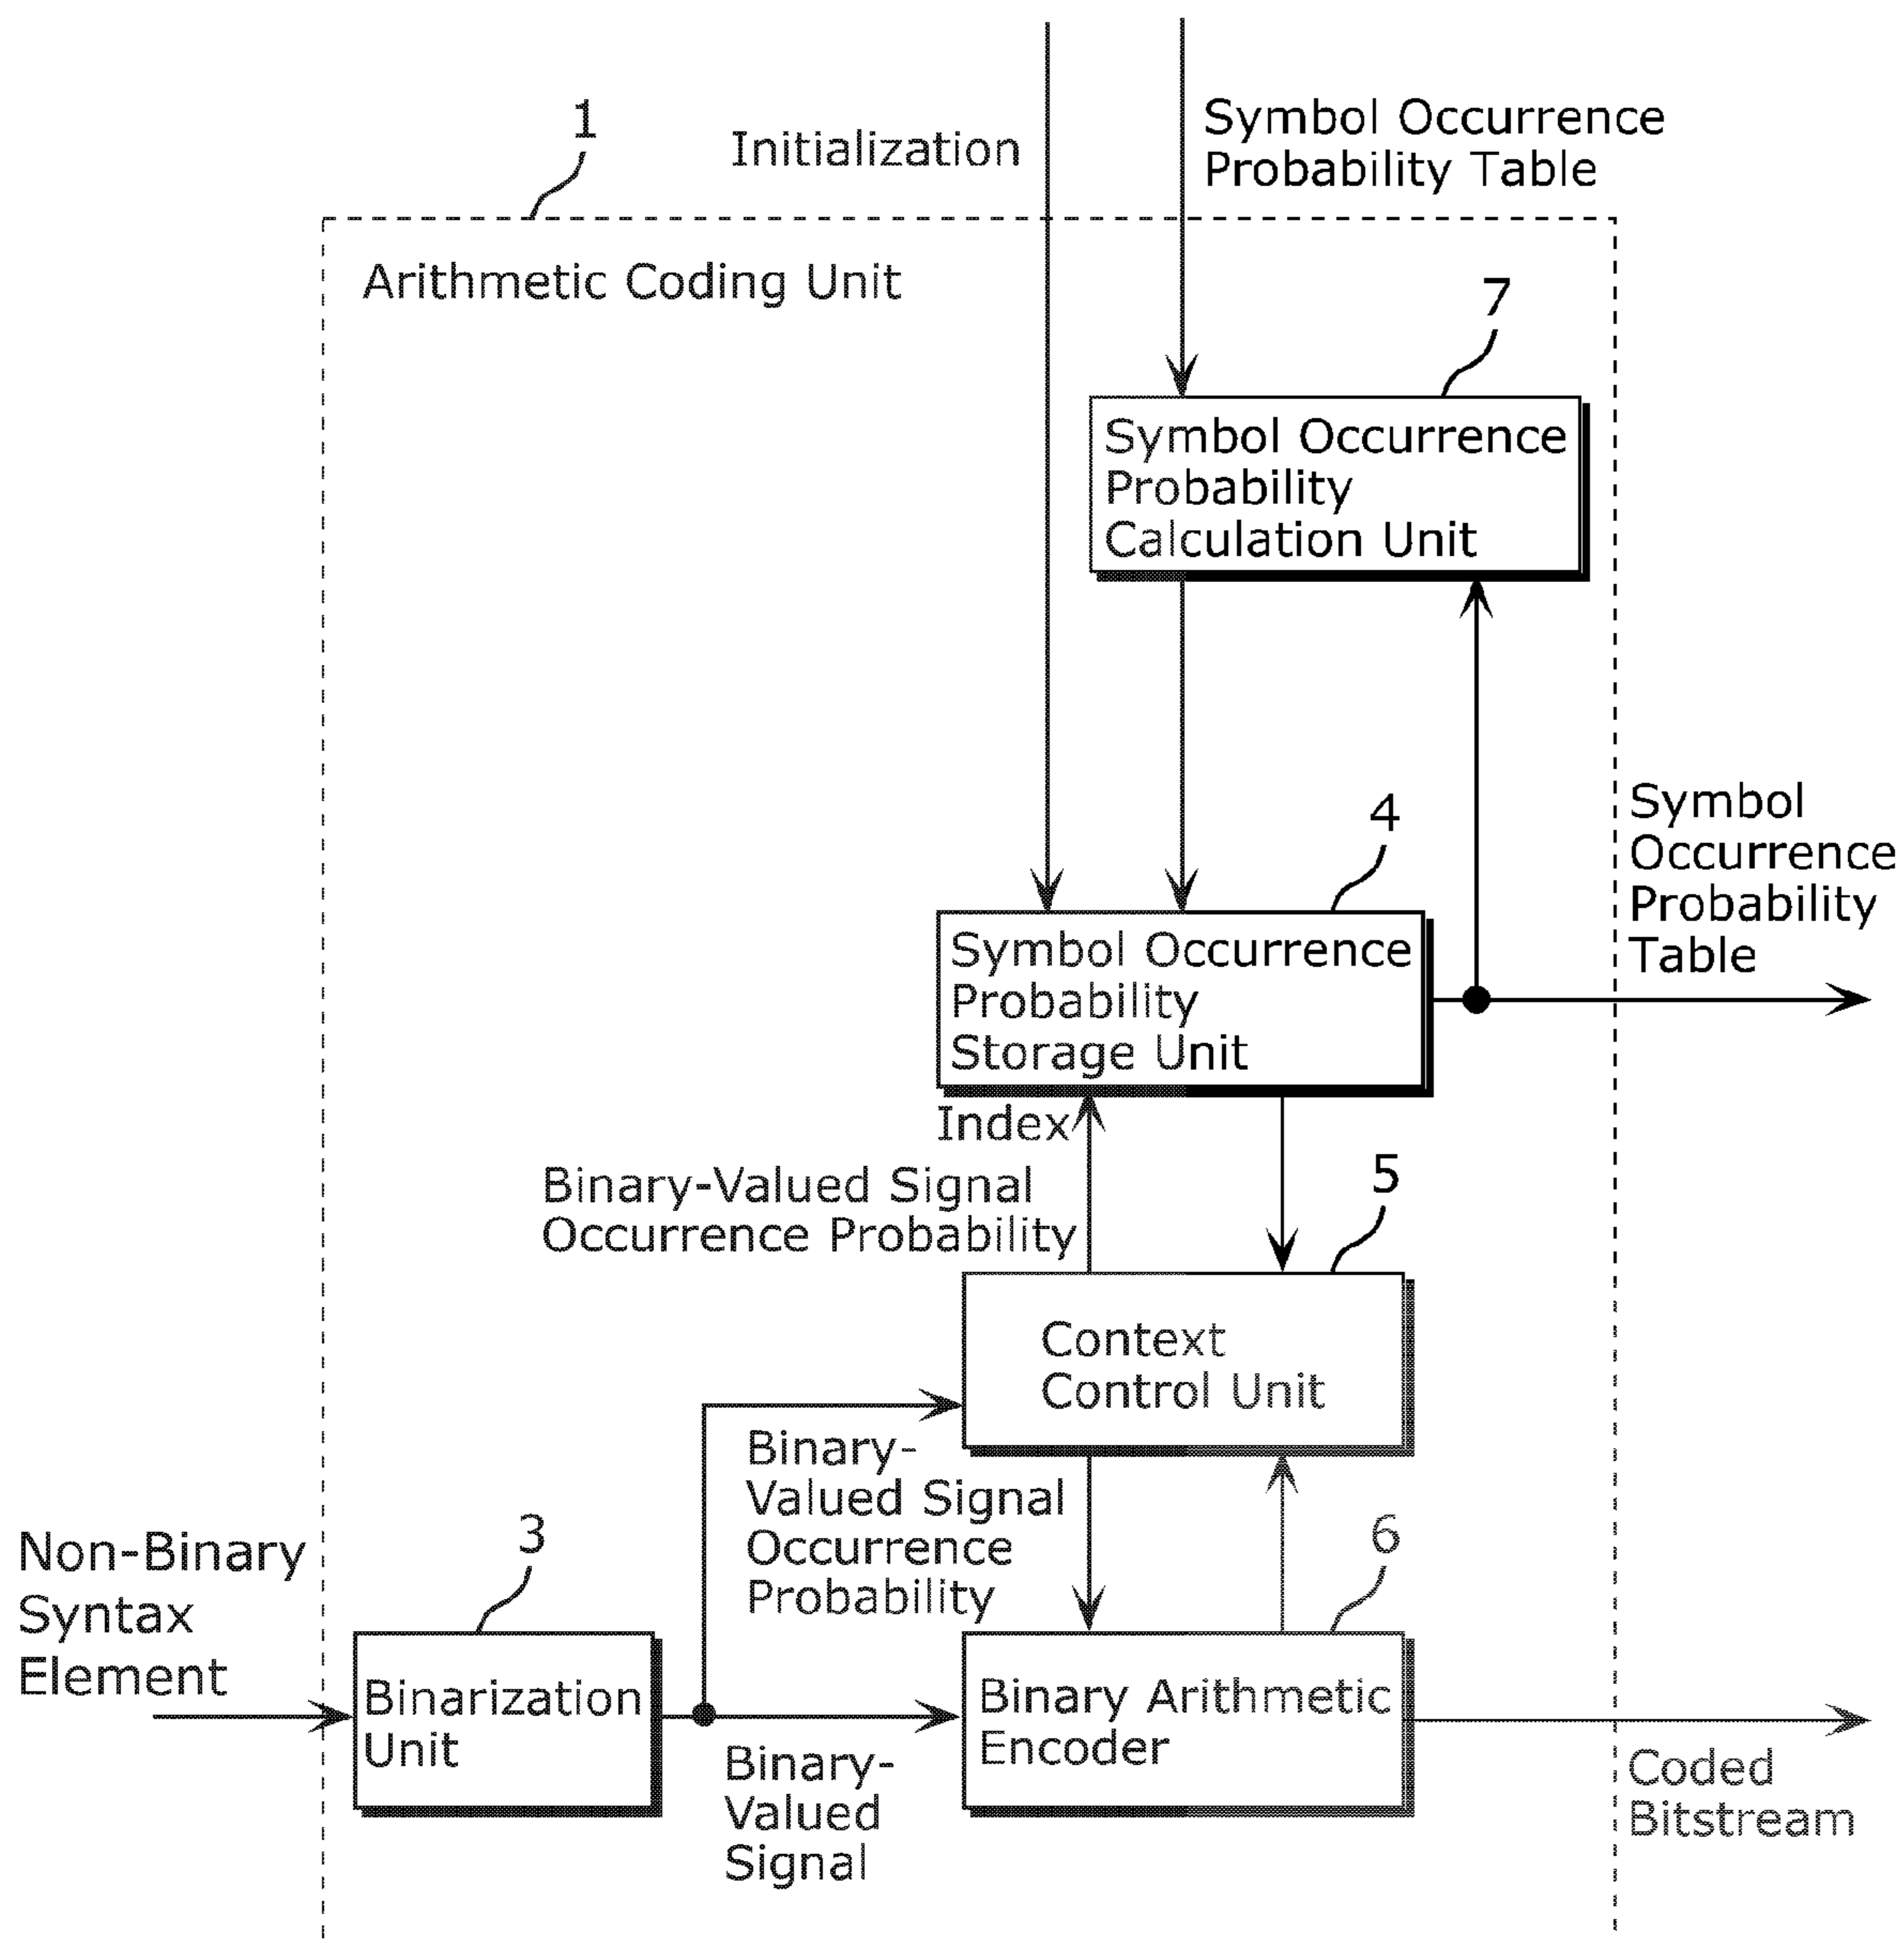 1
Initialization
Symbol Occurrence
Probability Table
Arithmetic Coding Unit
7
Symbol Occurrence
Probability
Calculation Unit
4
Symbol
Occurrence
Probability
Table
Symbol Occurrence
Probability
Storage Unit
Index
Binary-Valued Signal
Occurrence Probability
5
Context
Control Unit
Binary-
Valued Signal
Occurrence
Probability
Non-Binary
Syntax
Element
3
6
Binarization
Unit
Binary Arithmetic
Encoder
Binary-
Valued
Signal
Coded
Bitstream